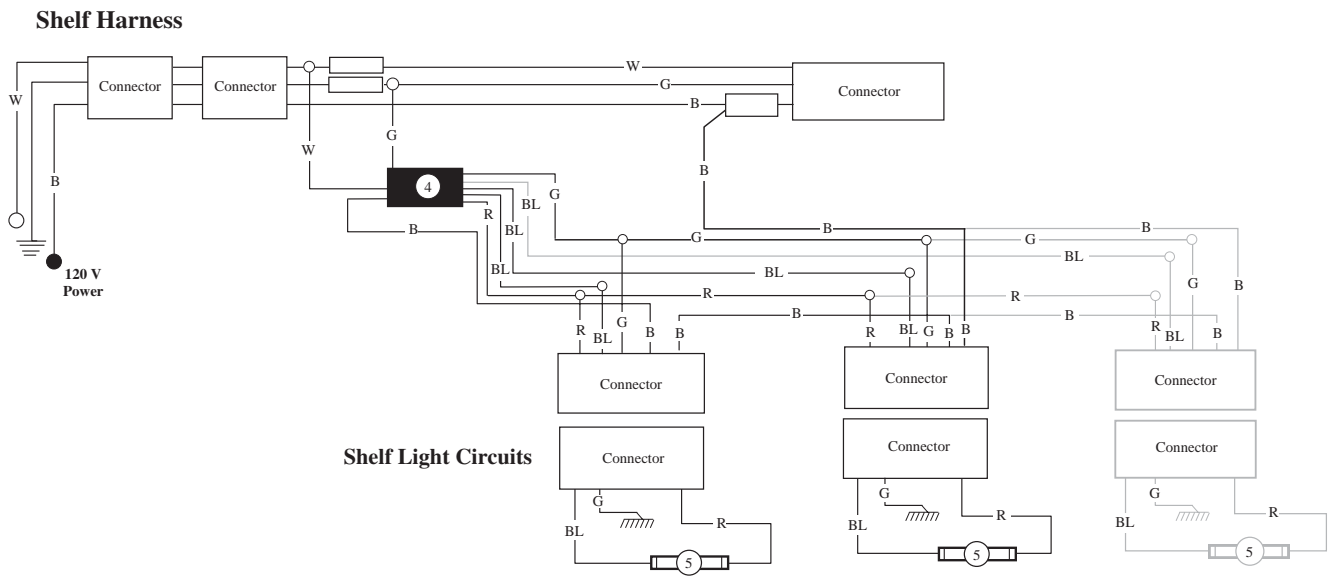 Shelf Harness
W
Connector
Connector
G
Connector
W
B
G
W
B
B
4
G
BL
R
BL
B
B
B
G
G
BL
120 V
Power
BL
BL
B
G
R
R
B
B
R
BL
G
B
B
R
BL
G
B
B
R
BL
B
Connector
Connector
Connector
Shelf Light Circuits
Connector
Connector
Connector
G
G
G
BL
R
BL
R
BL
R
5
5
5